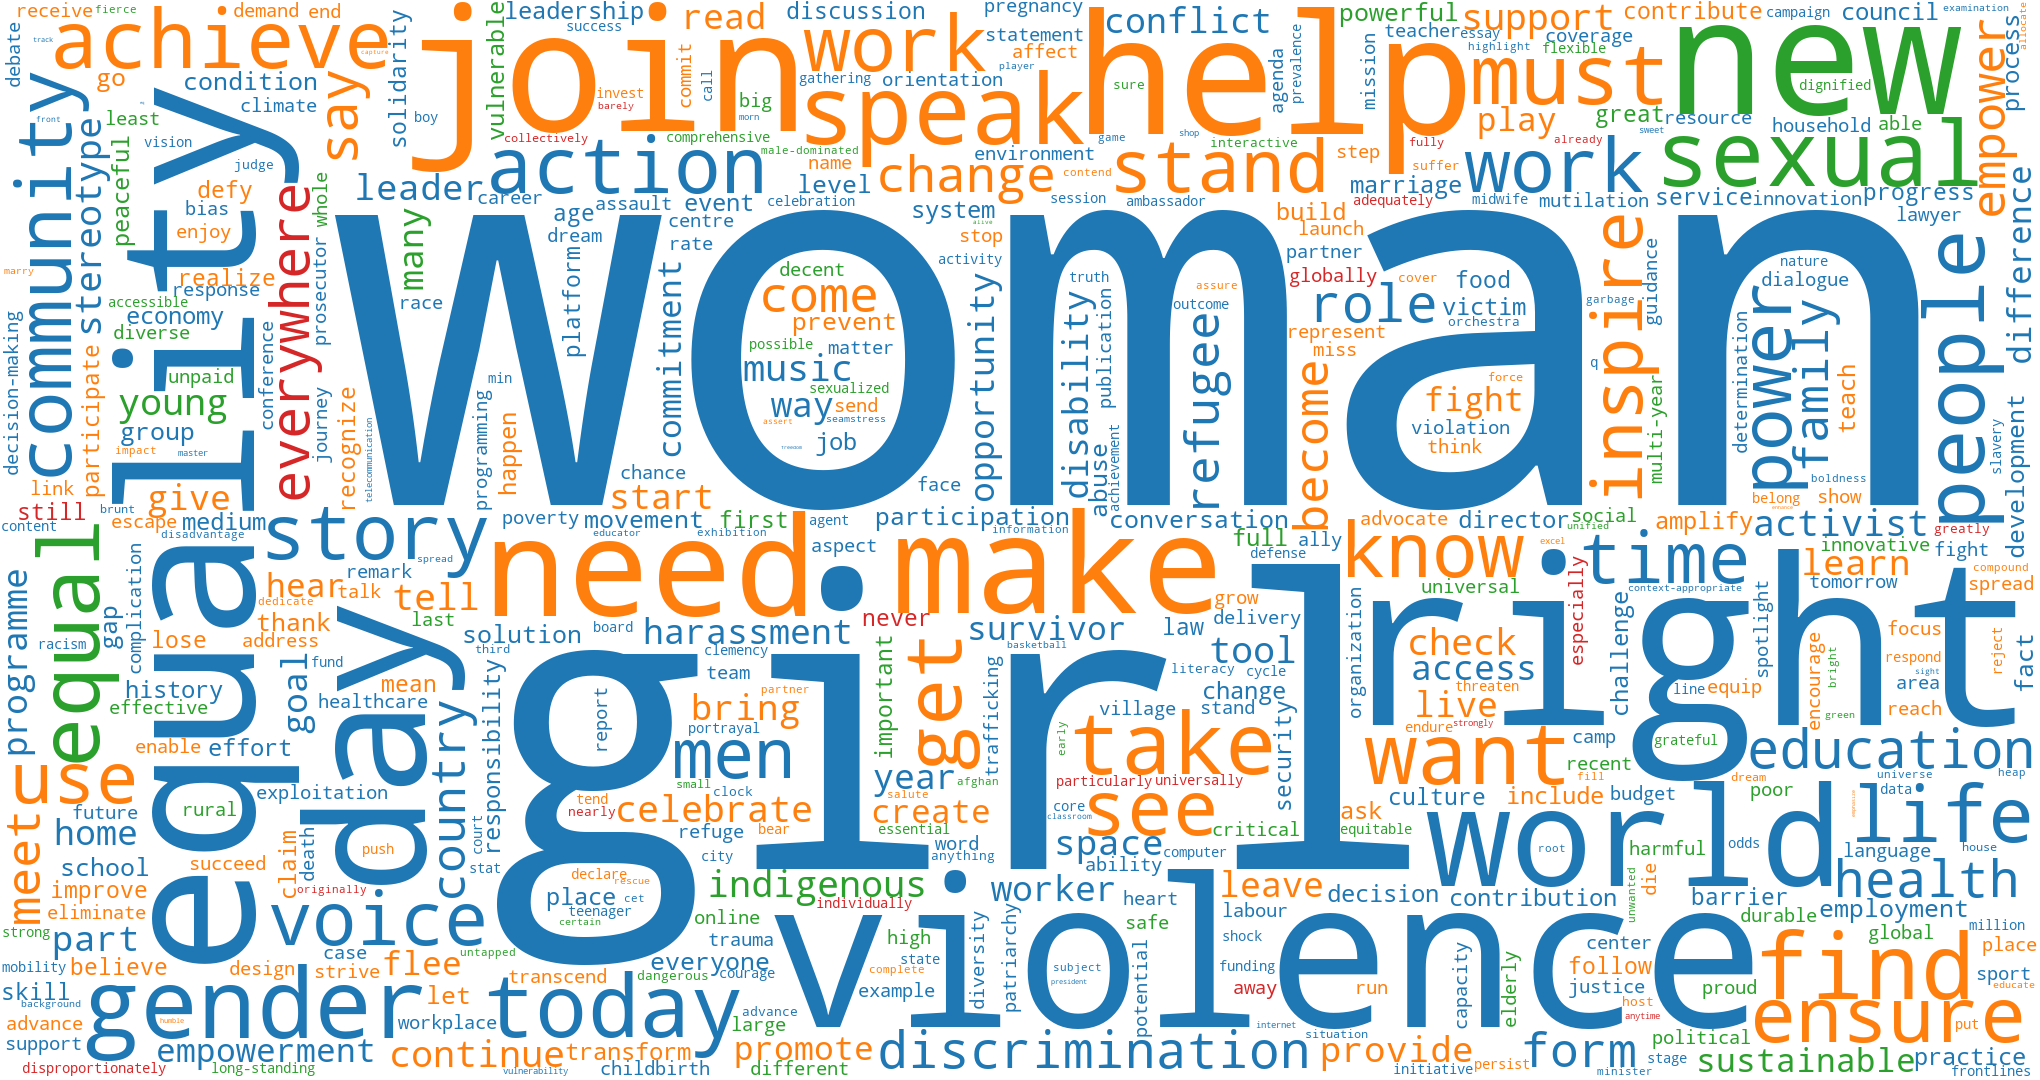 receive fierce demand end
achieve
join
leadership
success
read
discussion
pregnancy
statement
conflict
help
powerful
support
contribute
campaign
council
examination
debate
track
capture
work
affect
teacher essay
coverage
highlight
flexible
new
allocate
process
empower
go
condition
climate
say
solidarity
vulnerable
invest
barely
commit
call
big
morn
gathering orientation
player
sure
agenda
prevalence
mission
must
dignified
least
community
stereotype
peaceful
vision
judge
boy
collectively
comprehensive
male-dominated
speak
game
shop
interactive
play
great
resource
sweet
household able
equality
action
name
environment
change
contend
stand
step
fully
suffer
already
work
sexual
defy
bias
enjoy
everywhere
whole
leader
career
assault
event
level
celebration
system
session
ambassador
marriage
adequately
midwife
mutilation
service innovation
progress
lawyer
difference
realize
response
prosecutor
many
race
age
dream
centre
rate
platform
commitment
woman
activity
stop
build
launch
partner
globally
inspire
guidance
nature
dialogue
marry
accessible
diverse
economy
decent
come
prevent
possible
matter
music
sexualized
way
send
seamstress
assert
job
freedom
opportunity
truth
disability
abuse
publication
achievement
outcome
assure
refugee
cover
role
food
victim
orchestra
represent
miss
become
garbage
q
determination
power
family
teach
people
development
slavery
decision-making
participate
unpaid
young
group
impact
master
conference
journey
recognize
telecommunication
min
programming
happen
chance
start
face
force
fight
violation
think
multi-year
boldness
belong show
enhance
link
still
content
brunt
give
escape medium
disadvantage
story
spread
remark
poverty
movement
educator
first
exhibition
agent
aspect
participation
information
conversation
defense
full
ally
advocate
director
social
unified
amplify
activist
greatly
innovative
fight
excel
equal
programme
gap
complication
racism
hear
talk
dedicate
thank
address
lose
tell
last
need
make
know
time
learn
tomorrow
compound
spread
universal
context-appropriate
especially
solution
third
board
harassment
clemency
team
never
survivor
basketball
law
grow
delivery
tool
literacy cycle
organization
check
access
threaten
line equip
challenge
spotlight
encourage
bright
green
focus
respond
sight
area
reach
reject
fact
history
effective
goal
fund
healthcare
mean
day
country
responsibility
report
girl
partner
bring
portrayal
important
get
trafficking
village
change
stand
early
security
live
endure strongly
right
grateful
education
enable effort
use
exploitation
future
rural
men
small
clock
year
afghan
particularly universally
take
want
camp
recent
fill
dream
poor
universe
data
heap
home
school
succeed
claim
death
push
court
stat
tend
nearly
celebrate
refuge
bear
salute
create
essential
city
word
anything
core
classroom
see
space
ability
computer
critical
ask
equitable
culture
include
budget
world
root
harmful
odds
life
language
house
meet
improve
eliminate
originally
voice
declare
rescue
place
cet
teenager
certain
indigenous
individually
online
worker
heart
leave
decision
contribution
unwanted
die
barrier
health
durable
employment
strong
part
mobility
believe
skill
background
design
case
strive
flee
untapped
transcend
trauma
everyone
dangerous
courage
high
state
complete
example
diversity
patriarchy
subject
president
potential
safe
labour
shock
funding
away
violence
run
capacity
elderly
center
follow
justice
host
anytime
proud
global
million
find
place
sport
educate
advance
support
humble
gender
let
workplace
today
advance
large
internet
situation
political
stage
ensure
put
disproportionately
long-standing
empowerment
continue
transform
vulnerability
childbirth
promote
different
discrimination
provide
initiative
persist
form
minister
sustainable
practice
frontlines